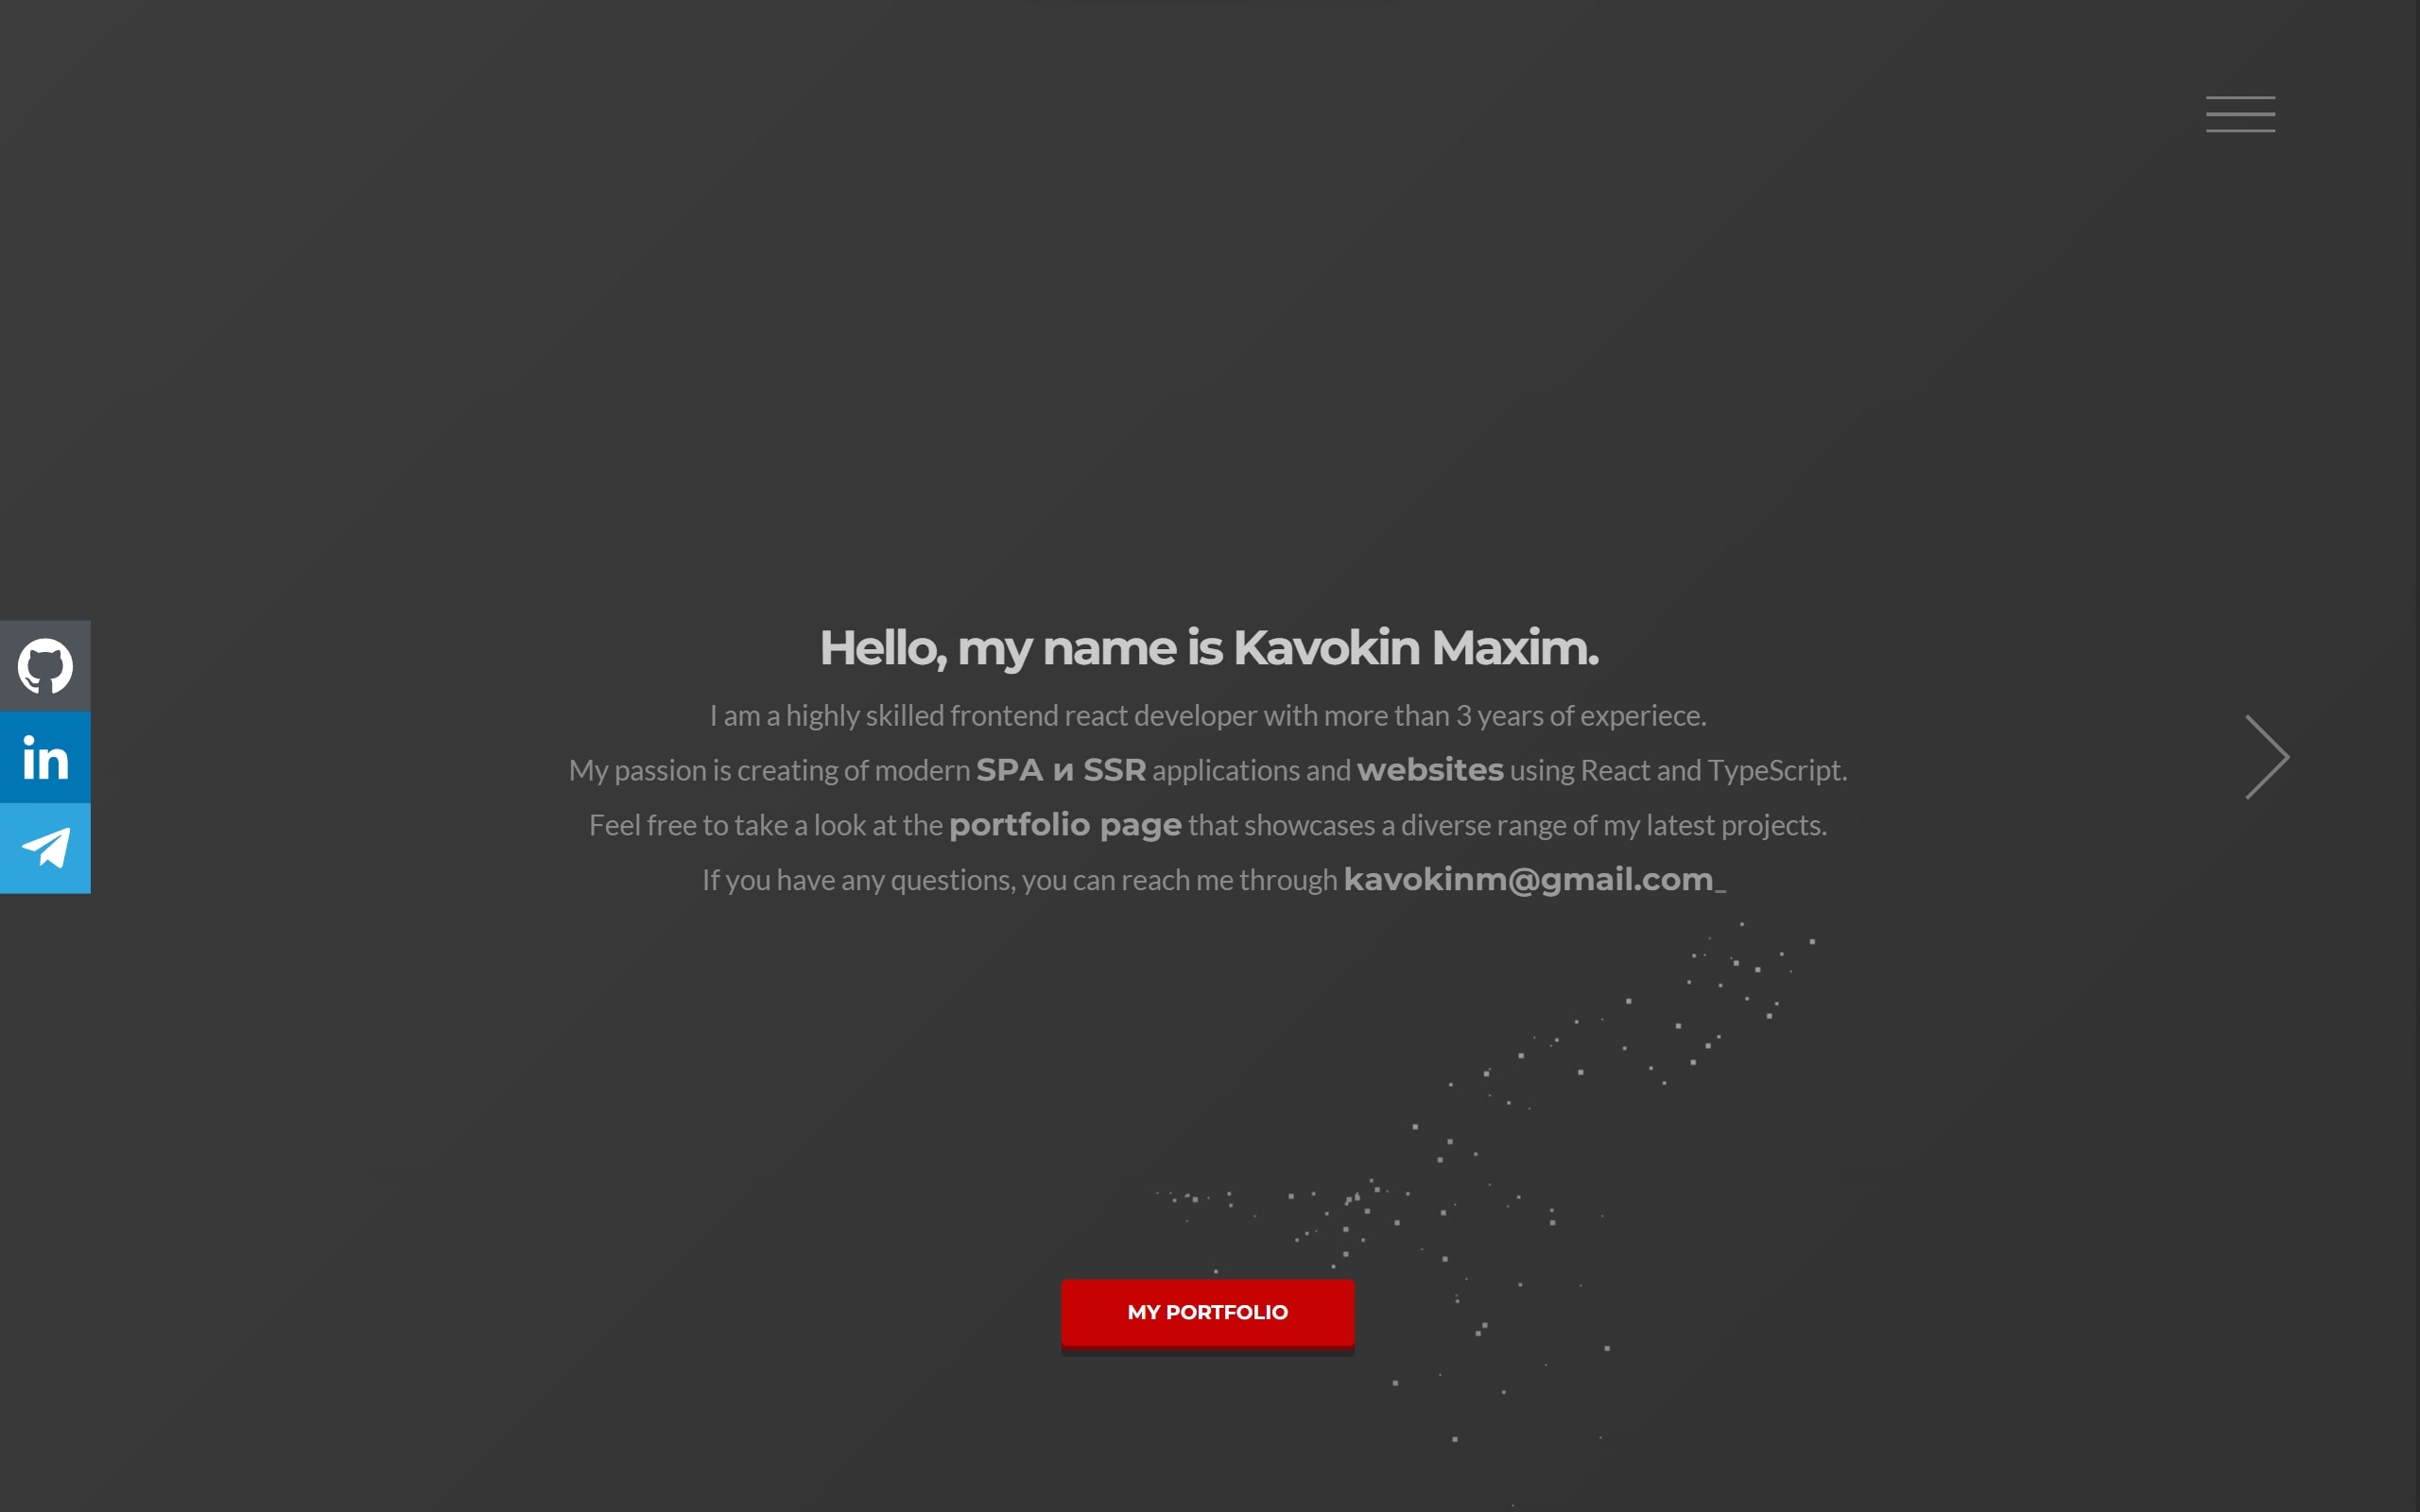 Hello, my name is Kavokin Maxim.
I am a highly skilled frontend react developer with more than 3 years of experiece.
My passion is creating of modern SPA и SSR applications and websites using React and TypeScript.
Feel free to take a look at the portfolio page that showcases a diverse range of my latest projects.
If you have any questions, you can reach me through kavokinm@gmail.com_
in
MY PORTFOLIO